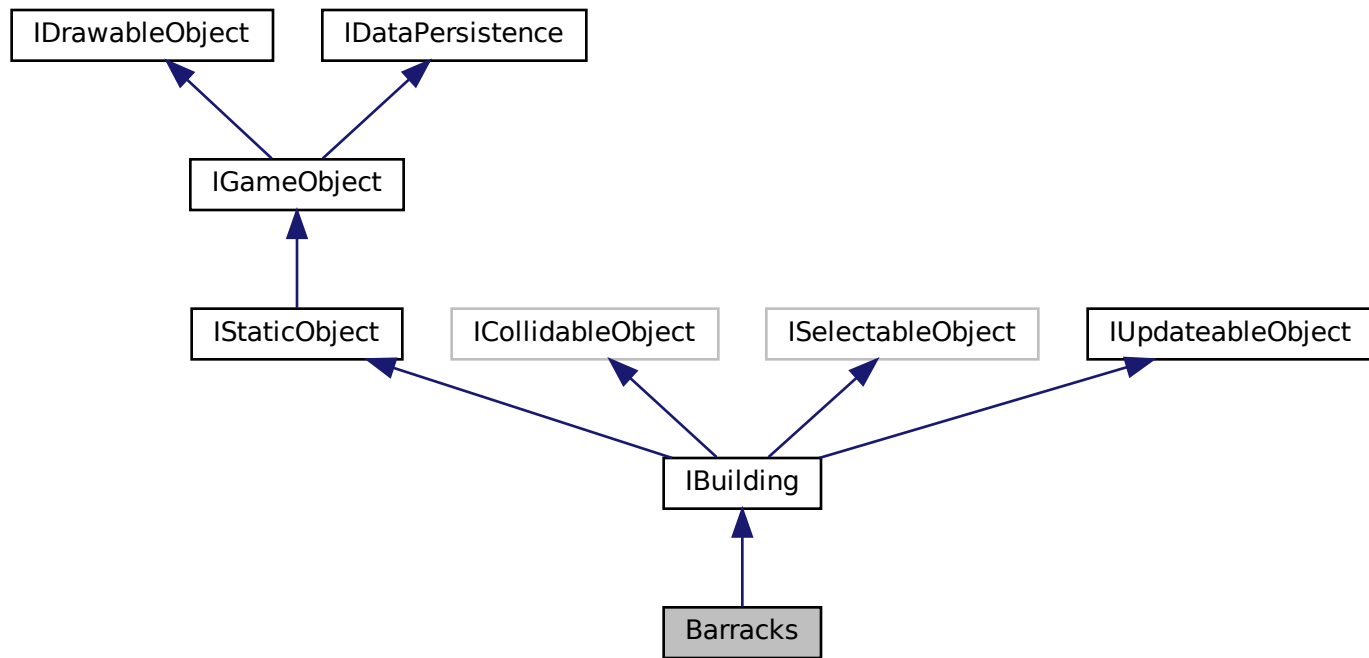 IDrawableObject
IDataPersistence
IGameObject
IStaticObject
ICollidableObject
ISelectableObject
IUpdateableObject
IBuilding
Barracks